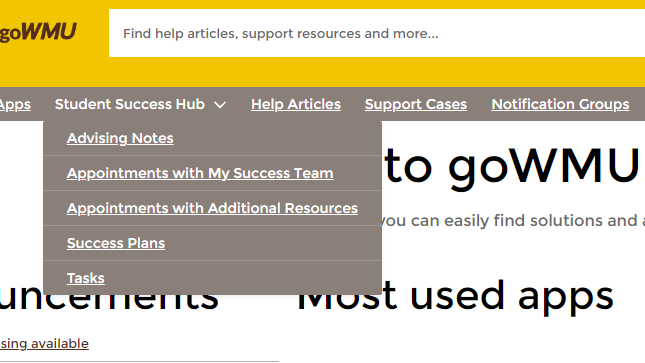 goWMU
Find help articles, support resources and more...
Apps Student Success Hub Help Articles Support Cases Notification Groups
Advising Notes
Appointments with My Success Team
to goWMU
Appointments with Additional Resources
you can easily find solutions and
Success Plans
Tasks
Most used apps
sing available